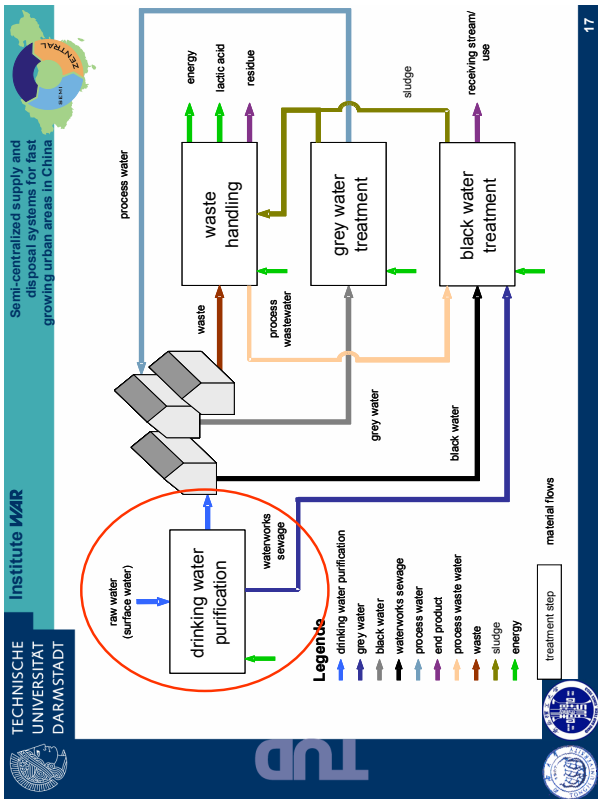 TECHNISCHE
UNIVERSITÄT
DARMSTADT
Institute WAR
Semi-centralized supply and
disposal systems for fast
growing urban areas in China
SEMI
ZENTRAL
raw water
(surface water)
drinking water
purification
waterworks
sewage
process water
waste
process
wastewater
grey water
black water
waste
handling
grey water
treatment
black water
treatment
energy
lactic acid
residue
sludge
receiving stream/
use
Legende
drinking water purification
grey water
black water
waterworks sewage
process water
end product
process waste water
waste
sludge
energy
treatment step
material flows
TUD
17